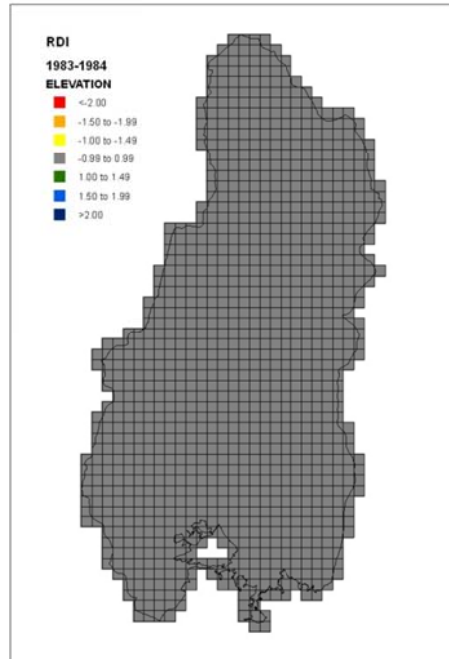 RDI
1983-1984
ELEVATION
<-2.00
-1.50 to -1.99
-1.00 to -1.49
-0.99 to 0.99
1.00 to 1.49
1.50 to 1.99
>2.00